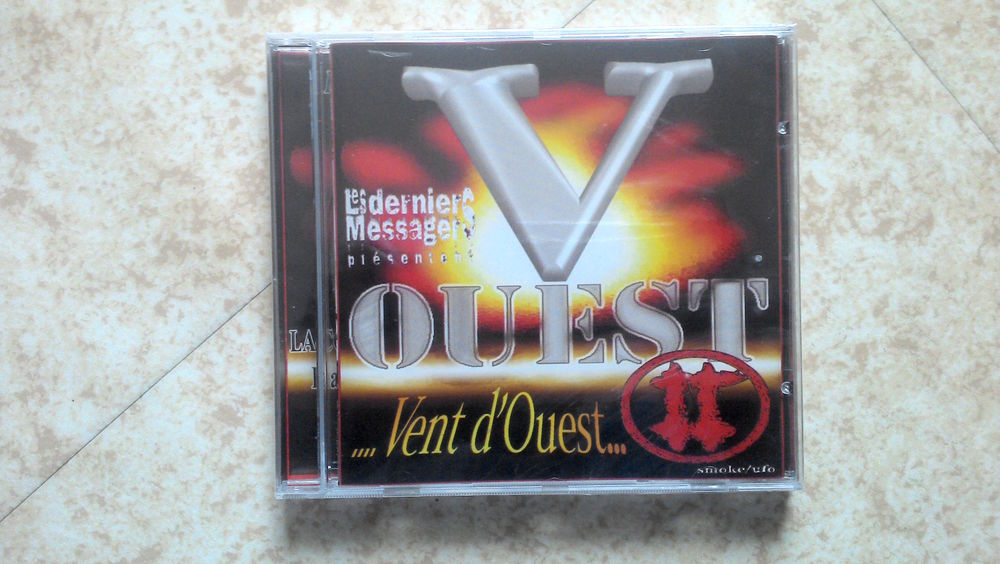 V
Les derniers
Messagers
présentent
OUEST
II
.... Vent d'Ouest...
smoke/ufo